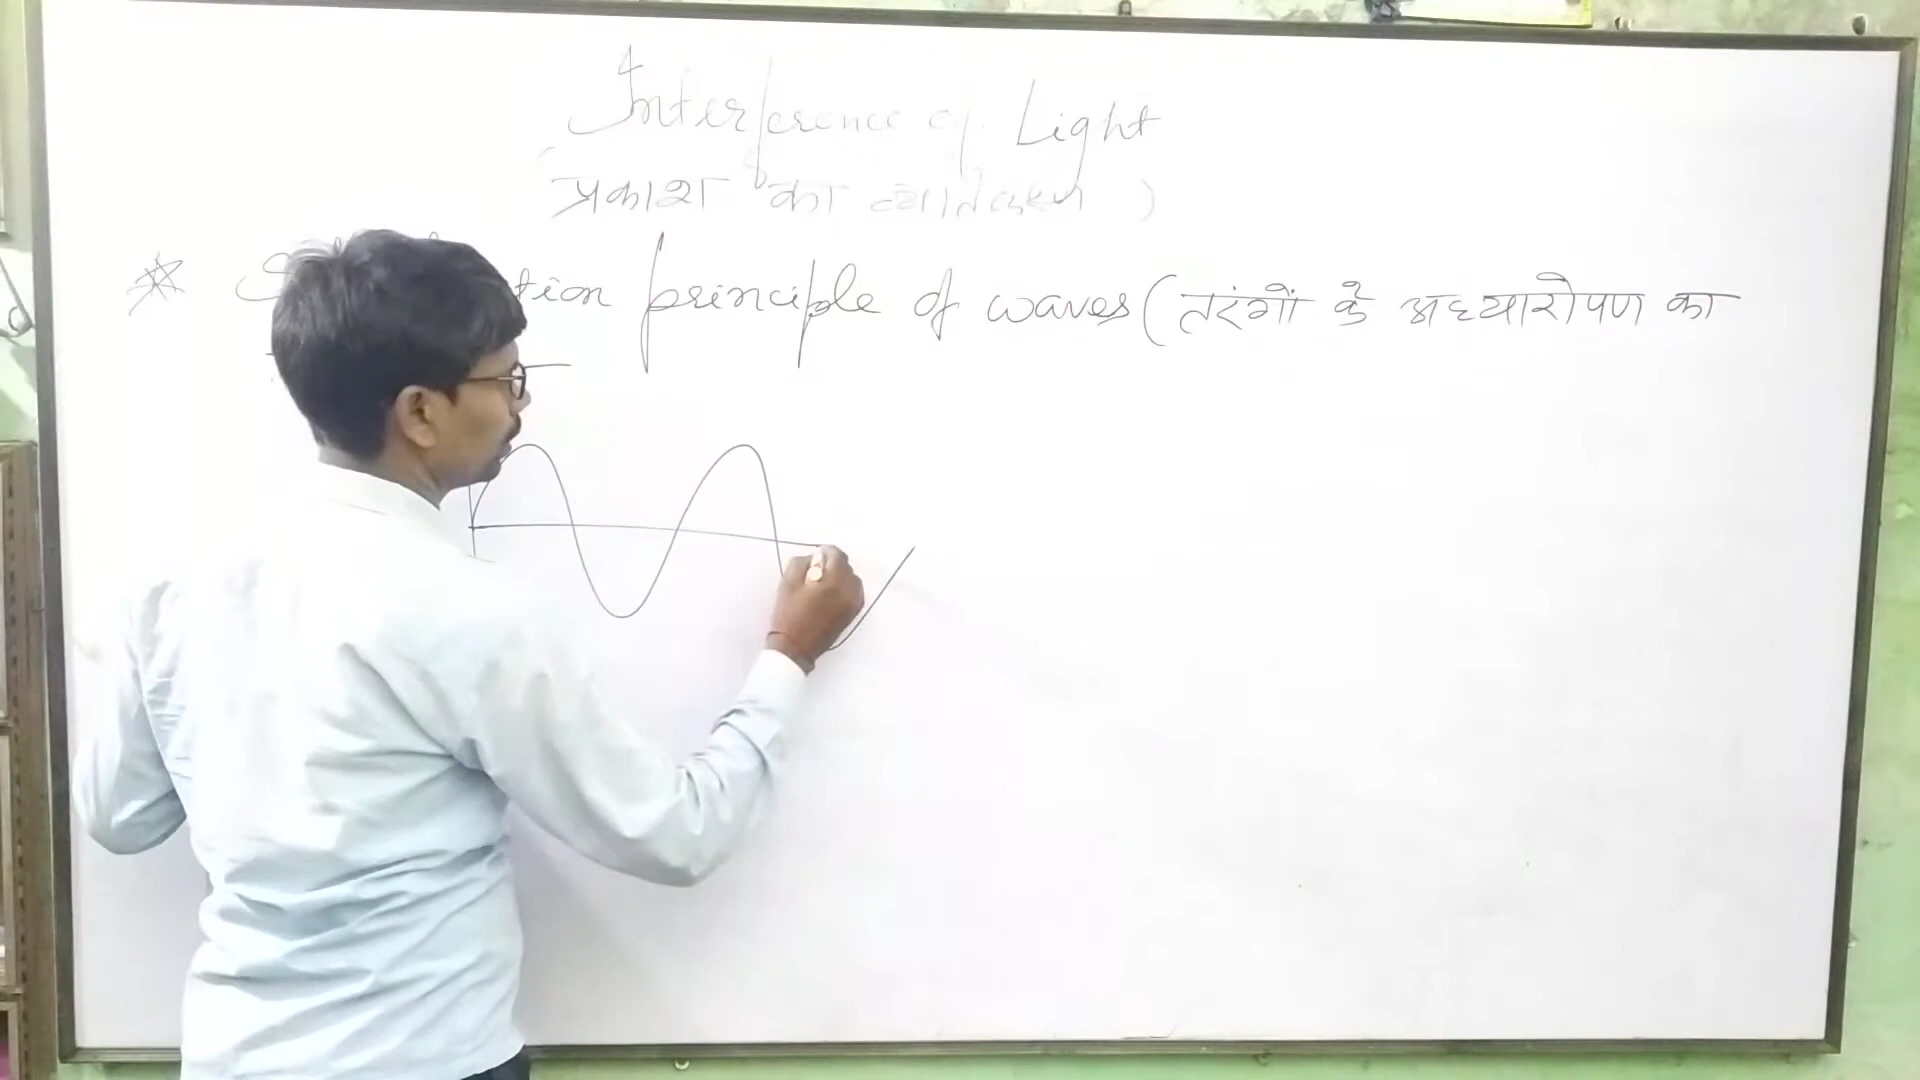 Interference of Light
(प्रकाश का व्यतिकरण)
* principle of waves (तरंगों के अध्यारोपण का